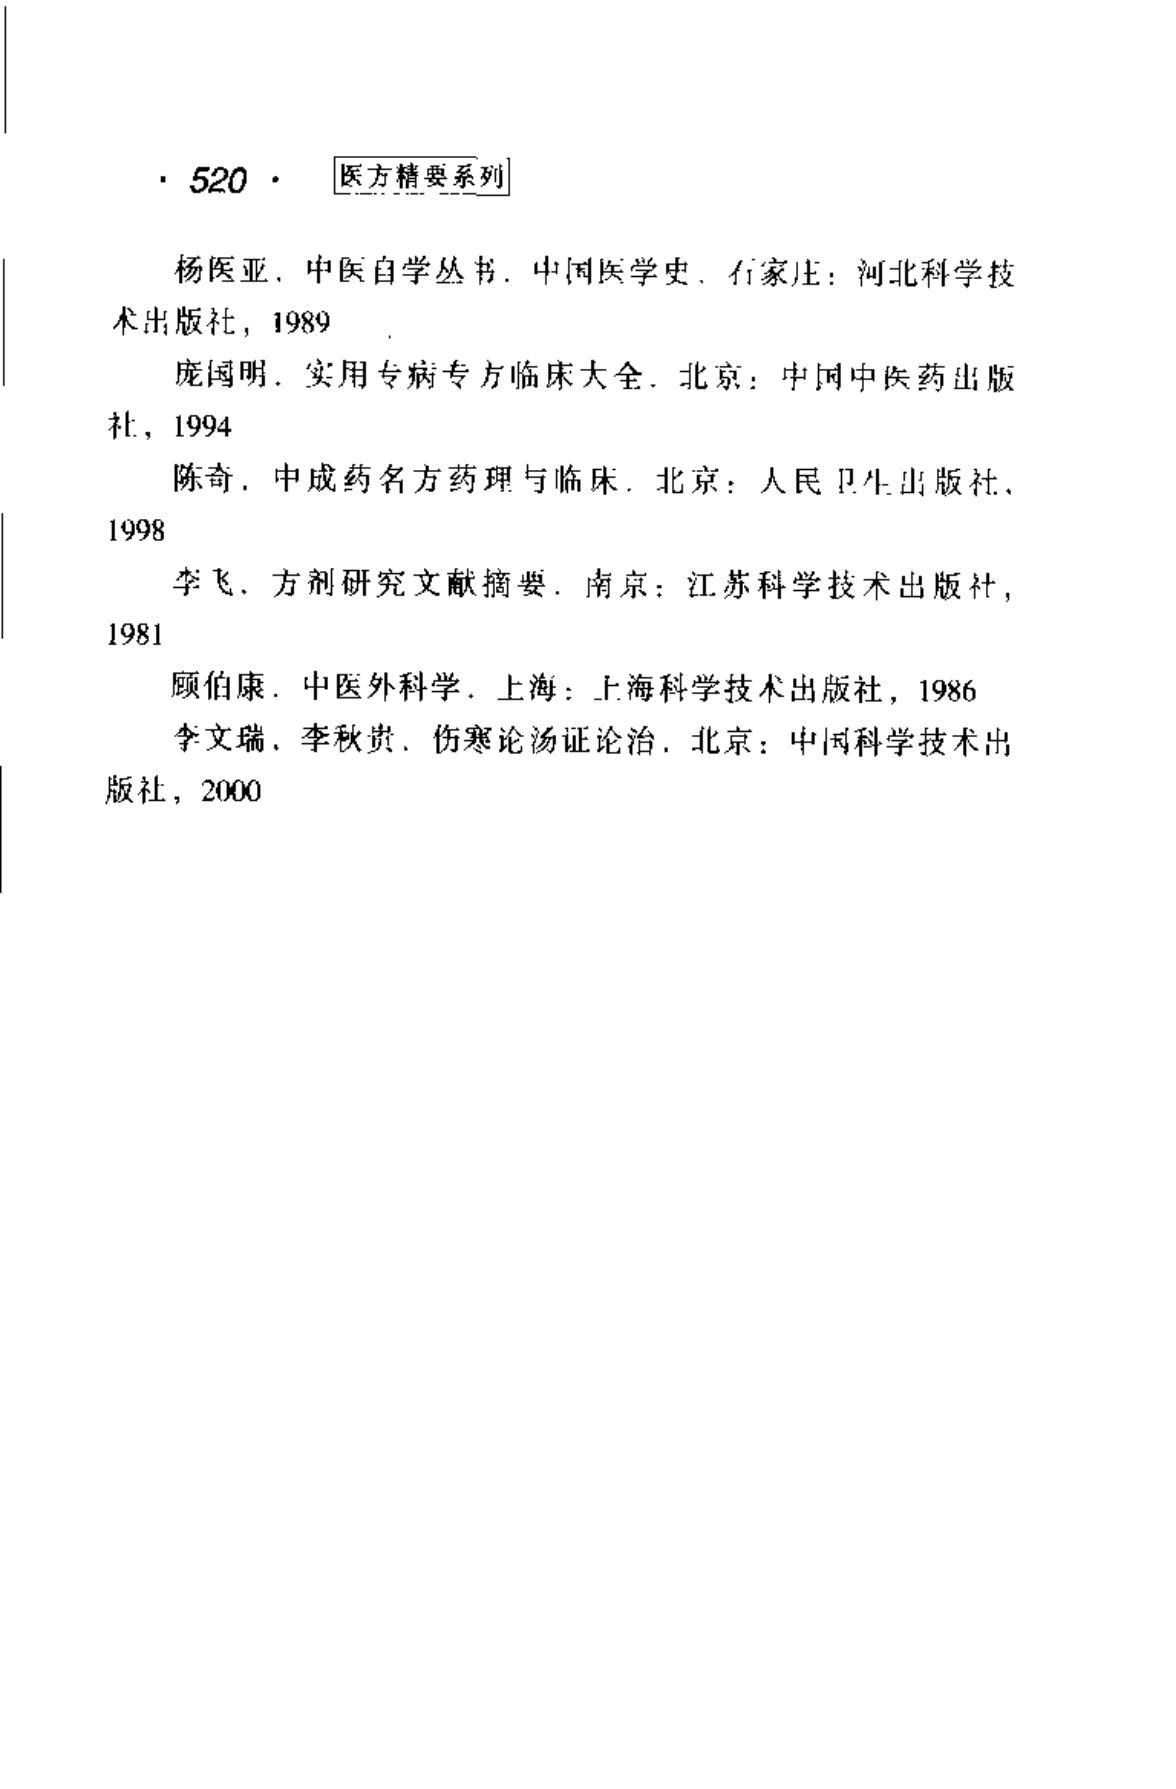 · 520 · 医方精要系列
杨医亚．中医自学丛书．中国医学史．石家庄：河北科学技
术出版社，1989
庞国明．实用专病专方临床大全．北京：中国中医药出版
社，1994
陈奇．中成药名方药理与临床．北京：人民卫生出版社，
1998
李飞．方剂研究文献摘要．南京：江苏科学技术出版社，
1981
顾伯康．中医外科学．上海：上海科学技术出版社，1986
李文瑞．李秋贵．伤寒论汤证论治．北京：中国科学技术出
版社，2000